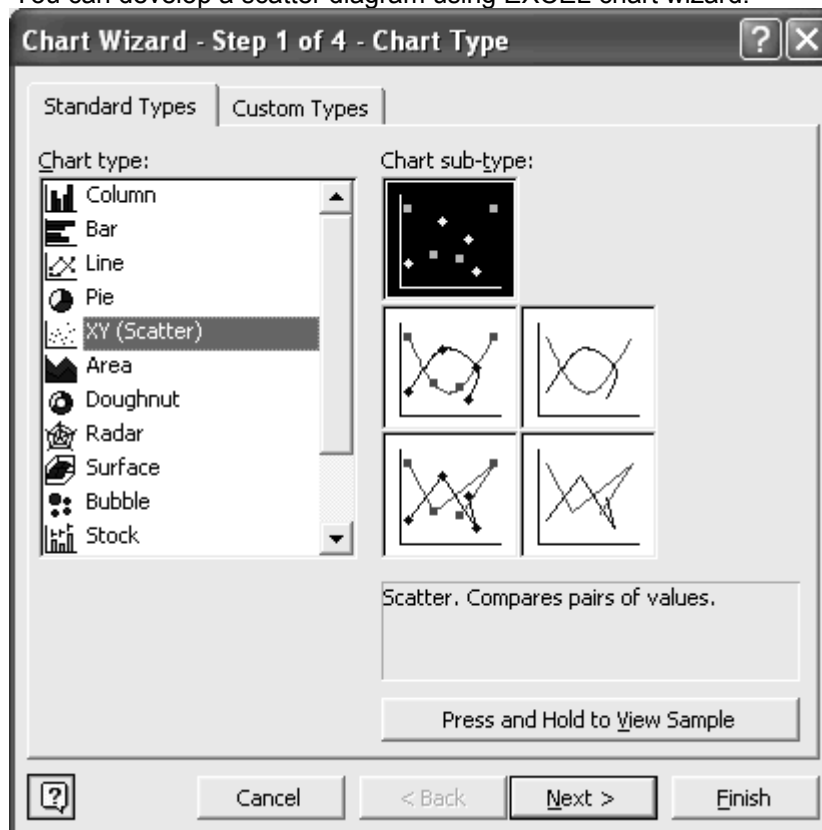 You can develop a scatter diagram using EXCEL chart wizard.
Chart Wizard - Step 1 of 4 - Chart Type
Standard Types
Custom Types
Chart type:
Column
Bar
Line
Pie
XY (Scatter)
Area
Doughnut
Radar
Surface
Bubble
Stock
Chart sub-type:
Scatter. Compares pairs of values.
Press and Hold to View Sample
Cancel
< Back
Next >
Finish